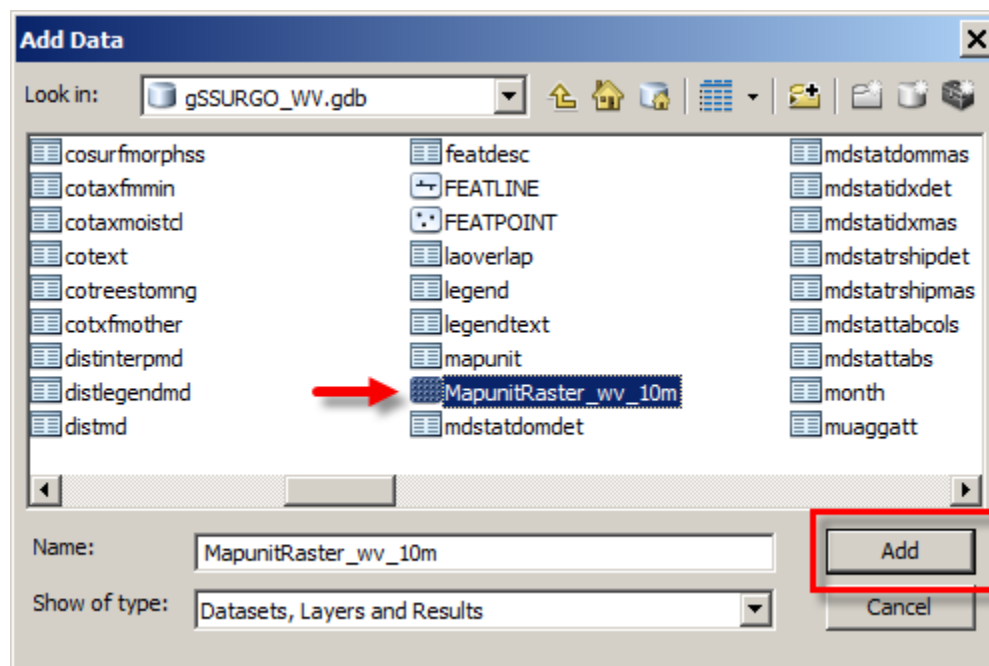 Add Data
Look in: gSSURGO_WV.gdb
cosurfmorphss featdesc mdstatdommas
cotaxfmmin FEATLINE mdstatidxdet
cotaxmoistcl FEATPOINT mdstatidxmas
cotext laoverlap mdstatrshipdet
cotreestomng legend mdstatrshipmas
cotxfmother legendtext mdstattabcols
distinterpmd mapunit mdstattabs
distlegendmd MapunitRaster_wv_10m month
distmd mdstatdomdet muaggatt
Name: MapunitRaster_wv_10m Add
Show of type: Datasets, Layers and Results Cancel